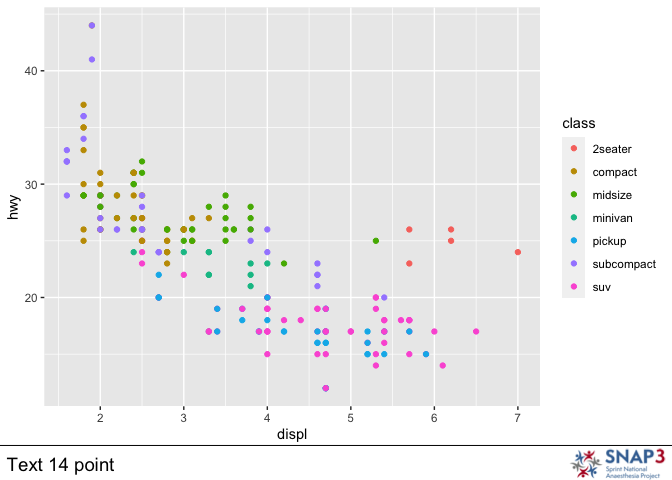 40
30
20
hwy
2
3
4
5
6
7
displ
class
2seater
compact
midsize
minivan
pickup
subcompact
suv
Text 14 point
SNAP3
Sprint National
Anaesthesia Project